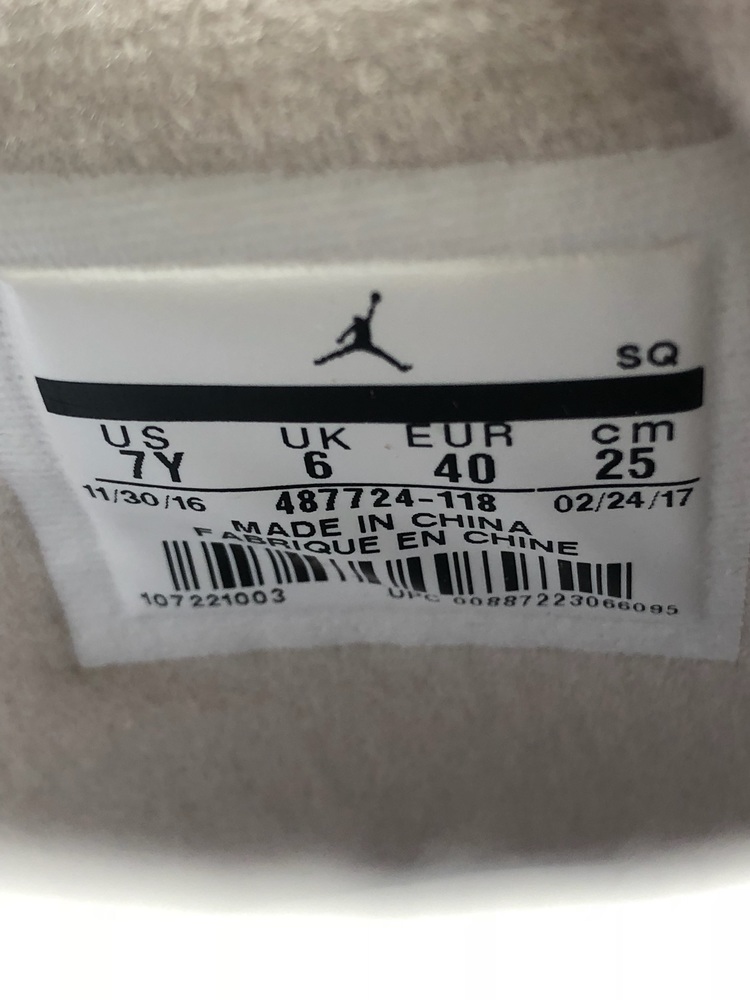 SQ
US UK EUR cm
7Y 6 40 25
11/30/16 487724-118 02/24/17
MADE IN CHINA
FABRIQUE EN CHINE
107221003 UPC 00887223066095